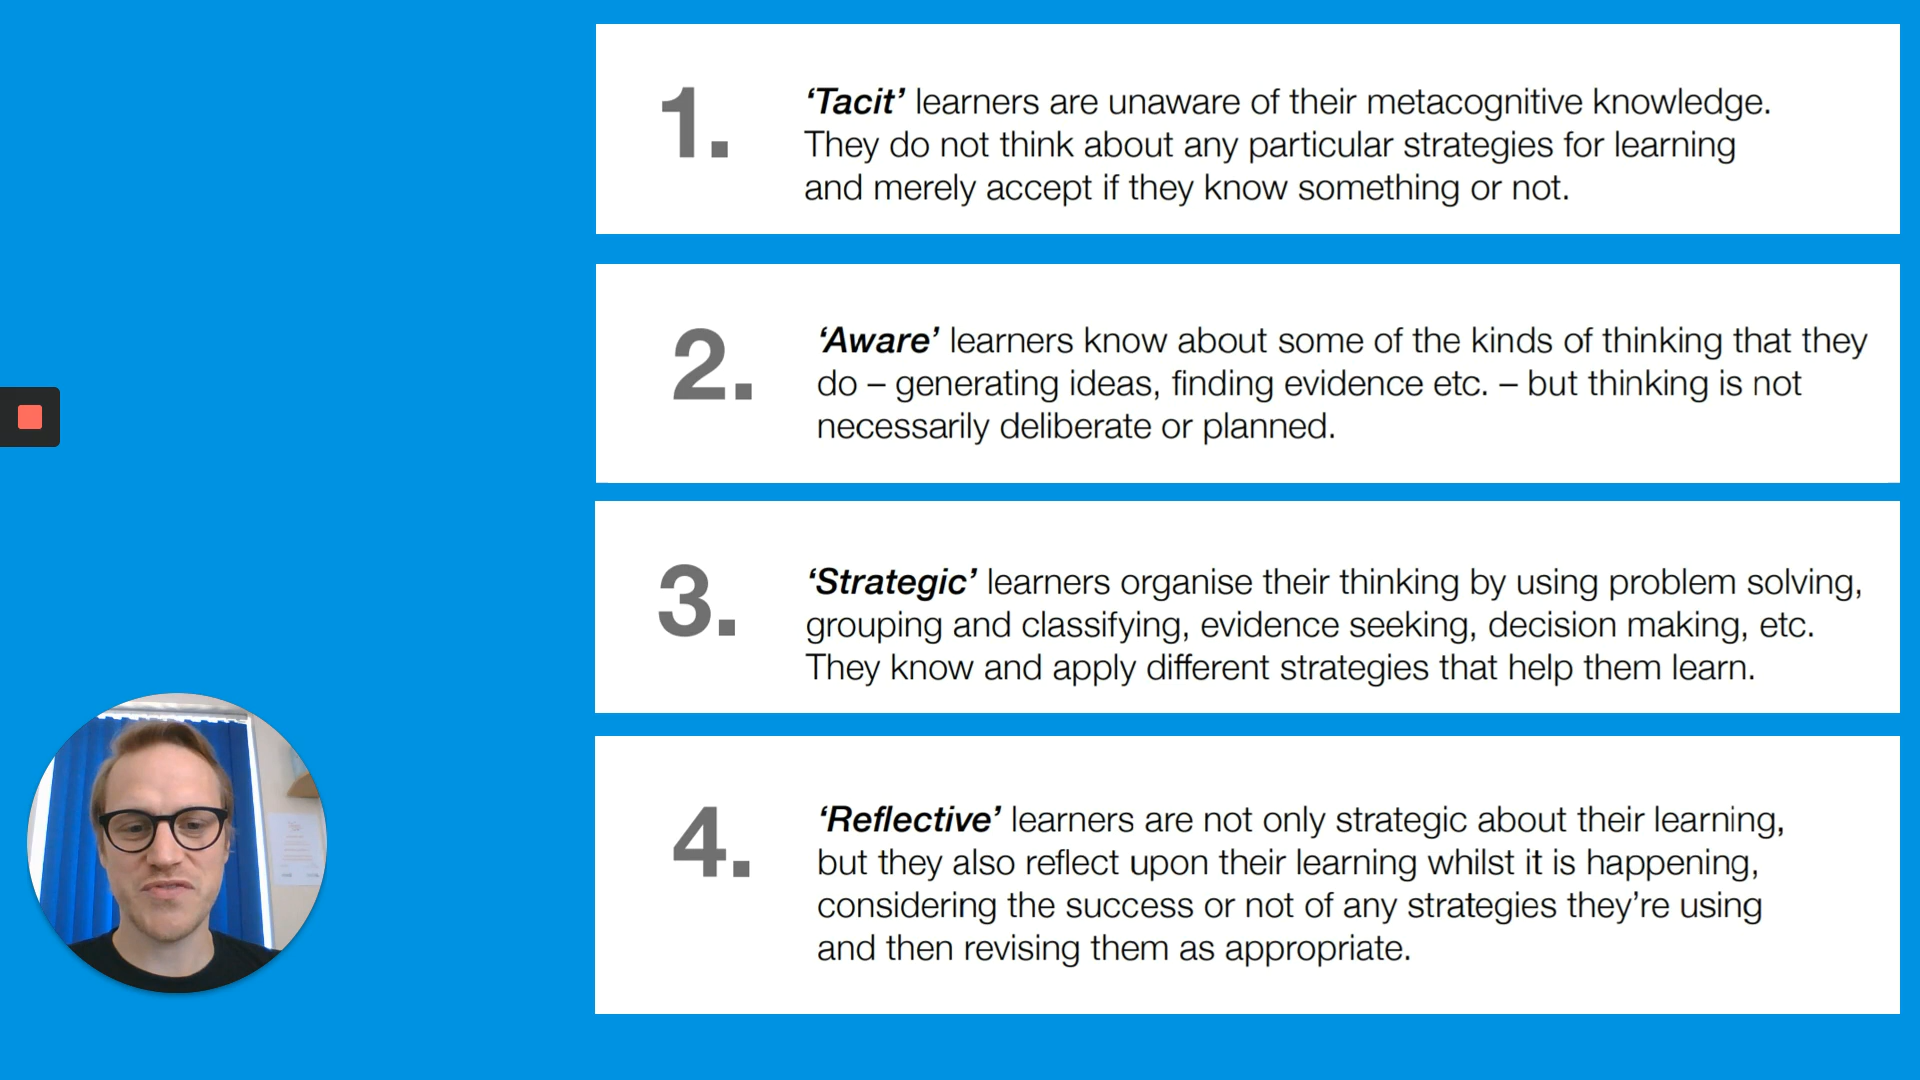 1.
‘Tacit’ learners are unaware of their metacognitive knowledge.
They do not think about any particular strategies for learning
and merely accept if they know something or not.
2.
‘Aware’ learners know about some of the kinds of thinking that they
do – generating ideas, finding evidence etc. – but thinking is not
necessarily deliberate or planned.
3.
‘Strategic’ learners organise their thinking by using problem solving,
grouping and classifying, evidence seeking, decision making, etc.
They know and apply different strategies that help them learn.
4.
‘Reflective’ learners are not only strategic about their learning,
but they also reflect upon their learning whilst it is happening,
considering the success or not of any strategies they’re using
and then revising them as appropriate.